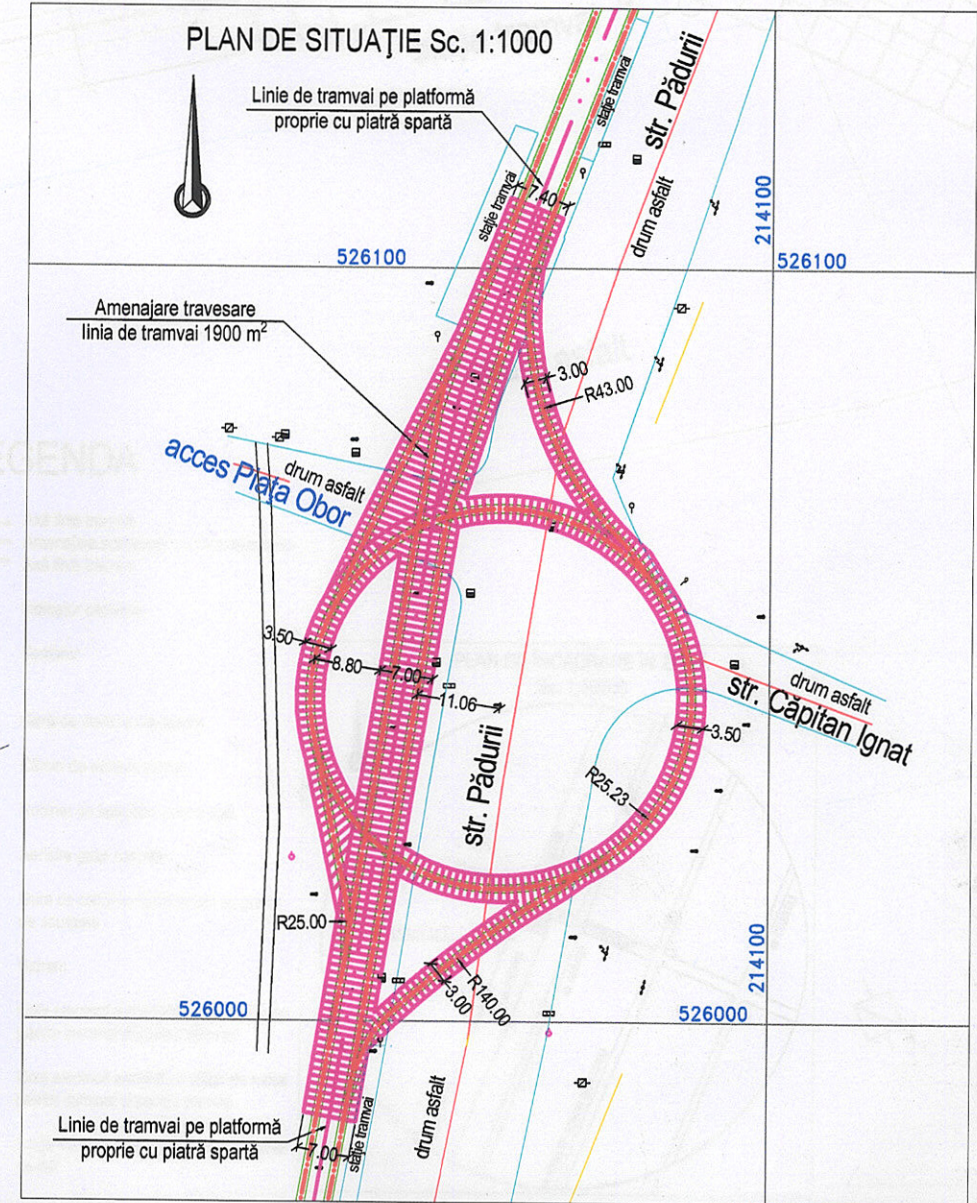 PLAN DE SITUAŢIE Sc. 1:1000
Linie de tramvai pe platformă
proprie cu piatră spartă
staţie tramvai
str. Pădurii
staţie tramvai
7.40
drum asfalt
214100
526100
526100
Amenajare travesare
linia de tramvai 1900 m²
3.00
R43.00
acces Piaţa Obor
drum asfalt
EGENDA
3.50
8.80
7.00
11.06
drum asfalt
str. Căpitan Ignat
3.50
str. Pădurii
R25.23
R25.00
214100
R140.00
3.00
526000
526000
drum asfalt
staţie tramvai
Linie de tramvai pe platformă
proprie cu piatră spartă
7.00